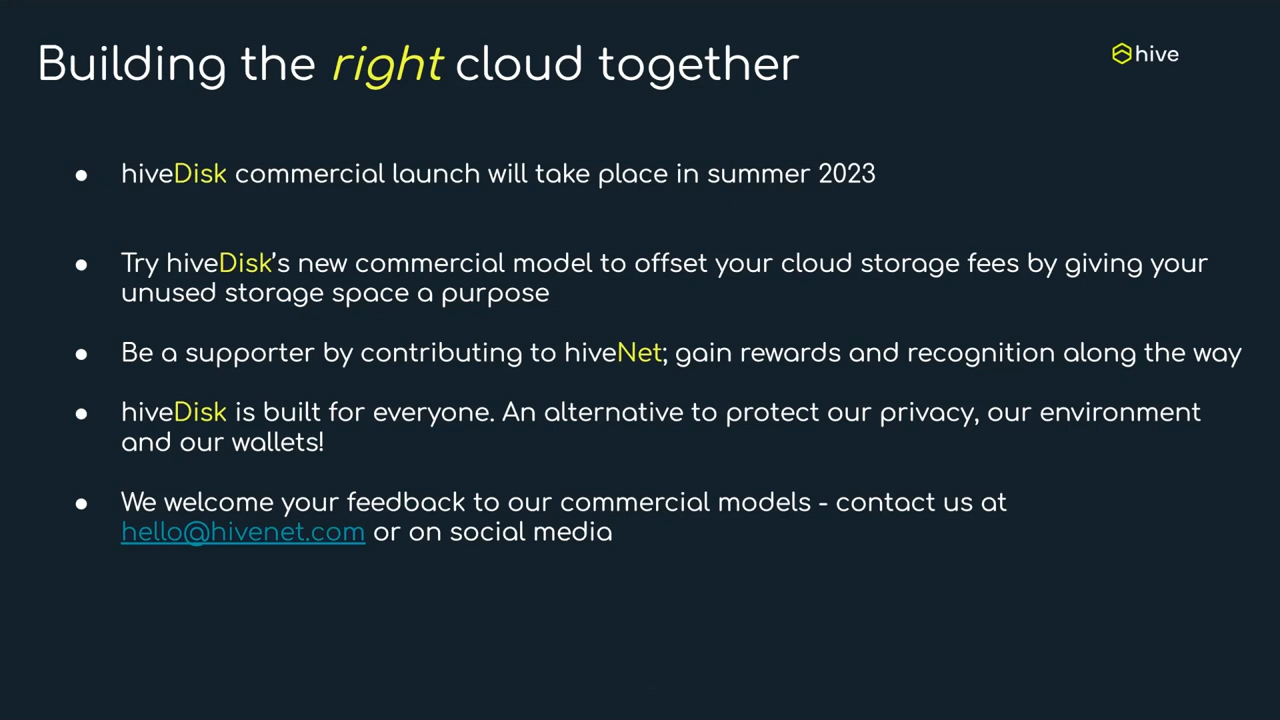 Building the right cloud together
hive
● hiveDisk commercial launch will take place in summer 2023
● Try hiveDisk’s new commercial model to offset your cloud storage fees by giving your
unused storage space a purpose
● Be a supporter by contributing to hiveNet; gain rewards and recognition along the way
● hiveDisk is built for everyone. An alternative to protect our privacy, our environment
and our wallets!
● We welcome your feedback to our commercial models - contact us at
hello@hivenet.com or on social media